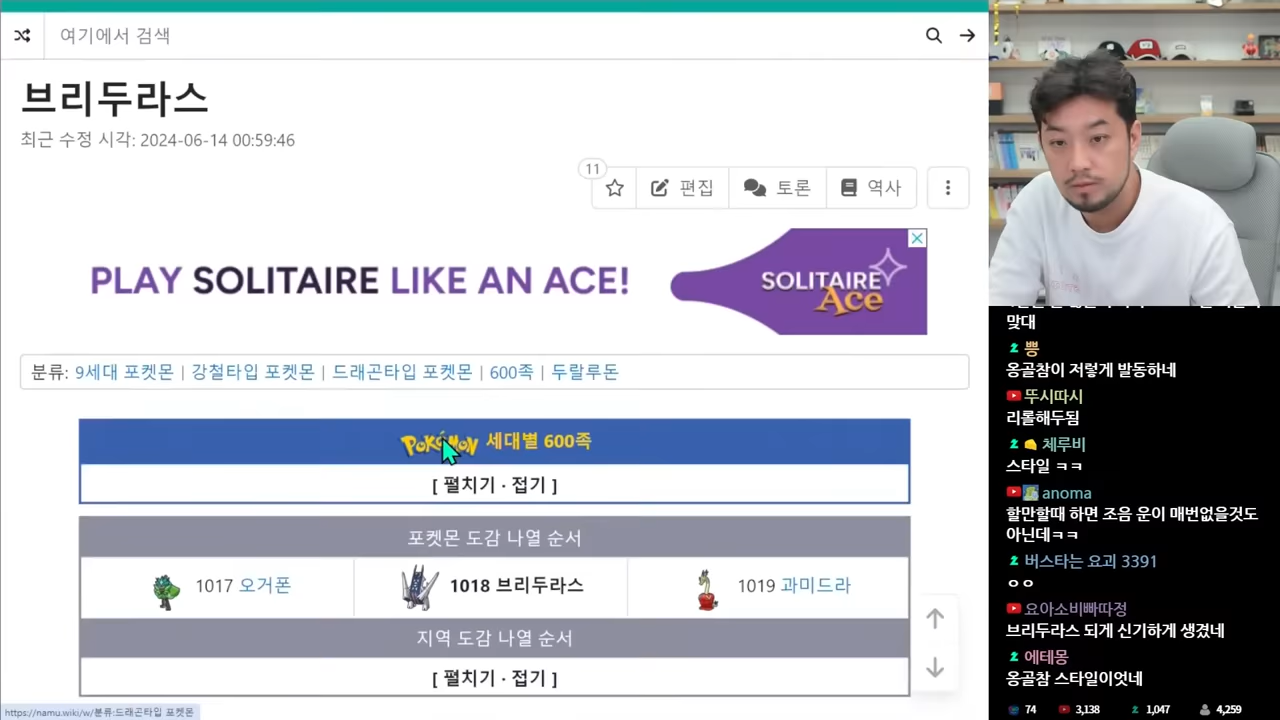 여기에서 검색
브리두라스
최근 수정 시각: 2024-06-14 00:59:46
11
편집
토론
역사
PLAY SOLITAIRE LIKE AN ACE!
SOLITAIRE
Ace
분류: 9세대 포켓몬 | 강철타입 포켓몬 | 드래곤타입 포켓몬 | 600족 | 두랄루돈
POKÉMON 세대별 600족
[ 펼치기 · 접기 ]
포켓몬 도감 나열 순서
1017 오거폰
1018 브리두라스
1019 과미드라
지역 도감 나열 순서
[ 펼치기 · 접기 ]
https://namu.wiki/w/분류:드래곤타입 포켓몬
맞대
쁭
옹골참이 저렇게 발동하네
뚜시따시
리롤해두됨
체루비
스타일 ㅋㅋ
anoma
할만할때 하면 조음 운이 매번없을것도
아닌데ㅋㅋ
버스타는 요괴 3391
ㅇㅇ
요아소비빠따정
브리두라스 되게 신기하게 생겼네
에테몽
옹골참 스타일이엇네
74 3,138 1,047 4,259